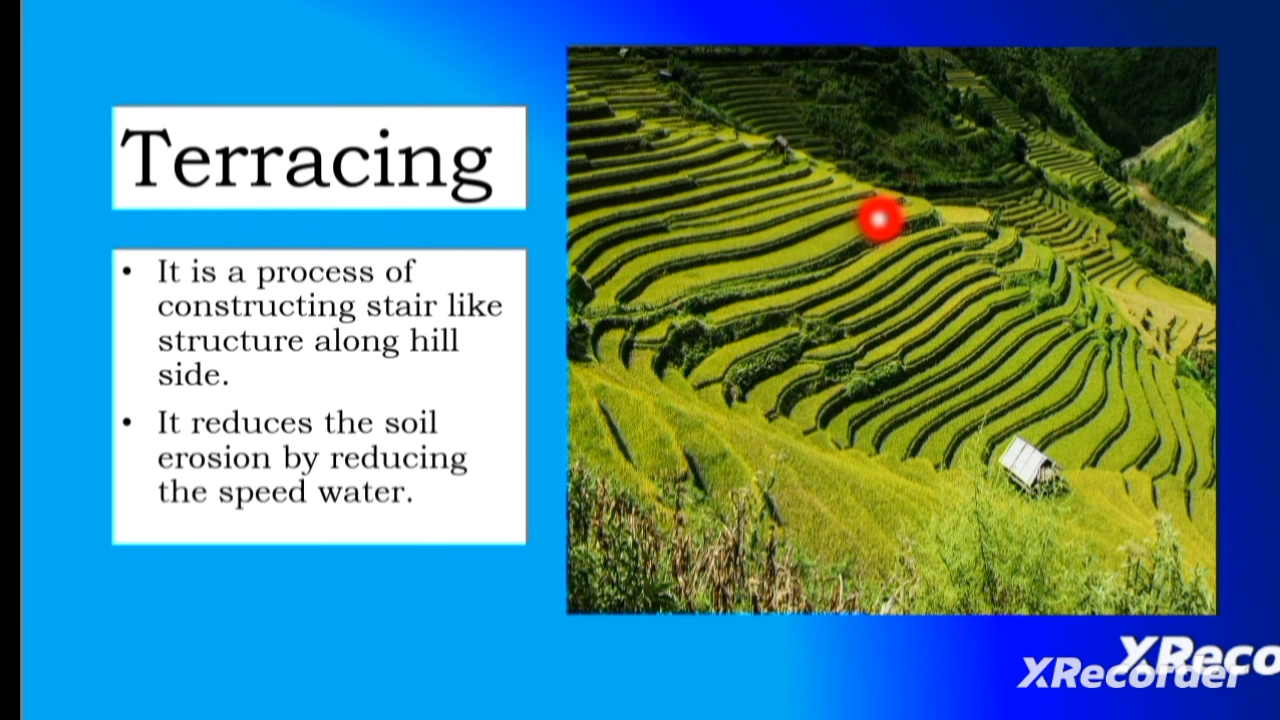 Terracing
• It is a process of
constructing stair like
structure along hill
side.
• It reduces the soil
erosion by reducing
the speed water.
XReco
XRecorder